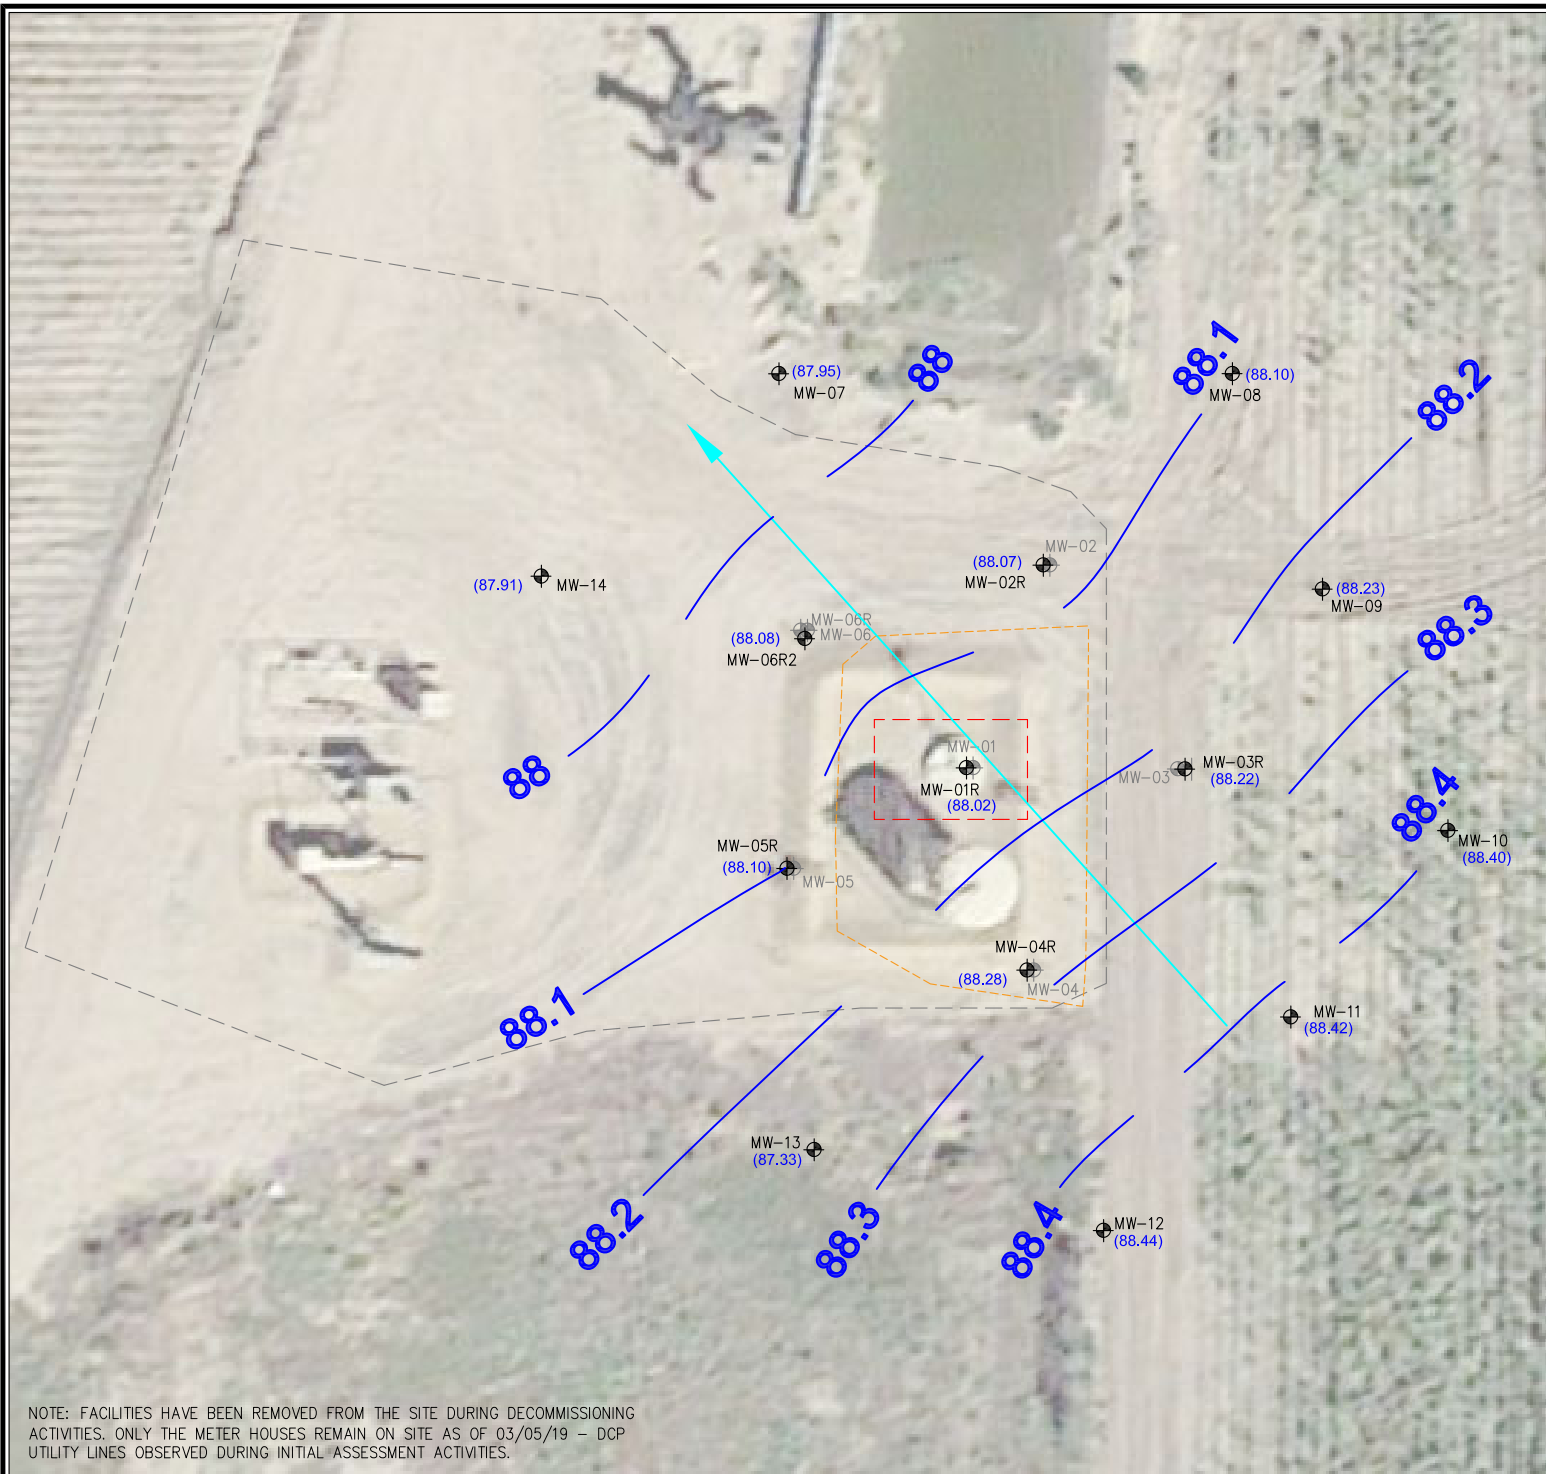 88
88.1
88.2
(87.95)
MW-07
(88.10)
MW-08
MW-02
(88.07)
MW-02R
(87.91)
MW-14
(88.23)
MW-09
88.3
MW-06R
MW-06
(88.08)
MW-06R2
88
MW-01
MW-01R
(88.02)
MW-03
MW-03R
(88.22)
88.4
MW-10
(88.40)
MW-05R
(88.10)
MW-05
MW-04R
(88.28)
MW-04
88.1
MW-11
(88.42)
MW-13
(87.33)
88.2
88.3
88.4
MW-12
(88.44)
NOTE: FACILITIES HAVE BEEN REMOVED FROM THE SITE DURING DECOMMISSIONING
ACTIVITIES. ONLY THE METER HOUSES REMAIN ON SITE AS OF 03/05/19 – DCP
UTILITY LINES OBSERVED DURING INITIAL ASSESSMENT ACTIVITIES.